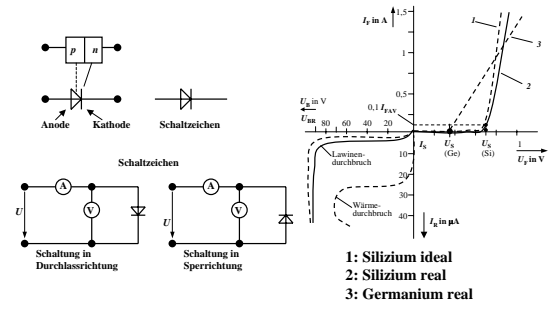 p n
Anode Kathode
Schaltzeichen
Schaltzeichen
A
V
U
Schaltung in
Durchlassrichtung
A
V
U
Schaltung in
Sperrichtung
I_F in A
1,5
1
0,5
0,1 I_FAV
1
3
2
U_R in V
U_BR 80 60 40 20
I_S
U_S
(Ge)
U_S
(Si)
1
U_F in V
Lawinen-
durchbruch
Wärme-
durchbruch
10
20
30
40
I_R in µA
1: Silizium ideal
2: Silizium real
3: Germanium real